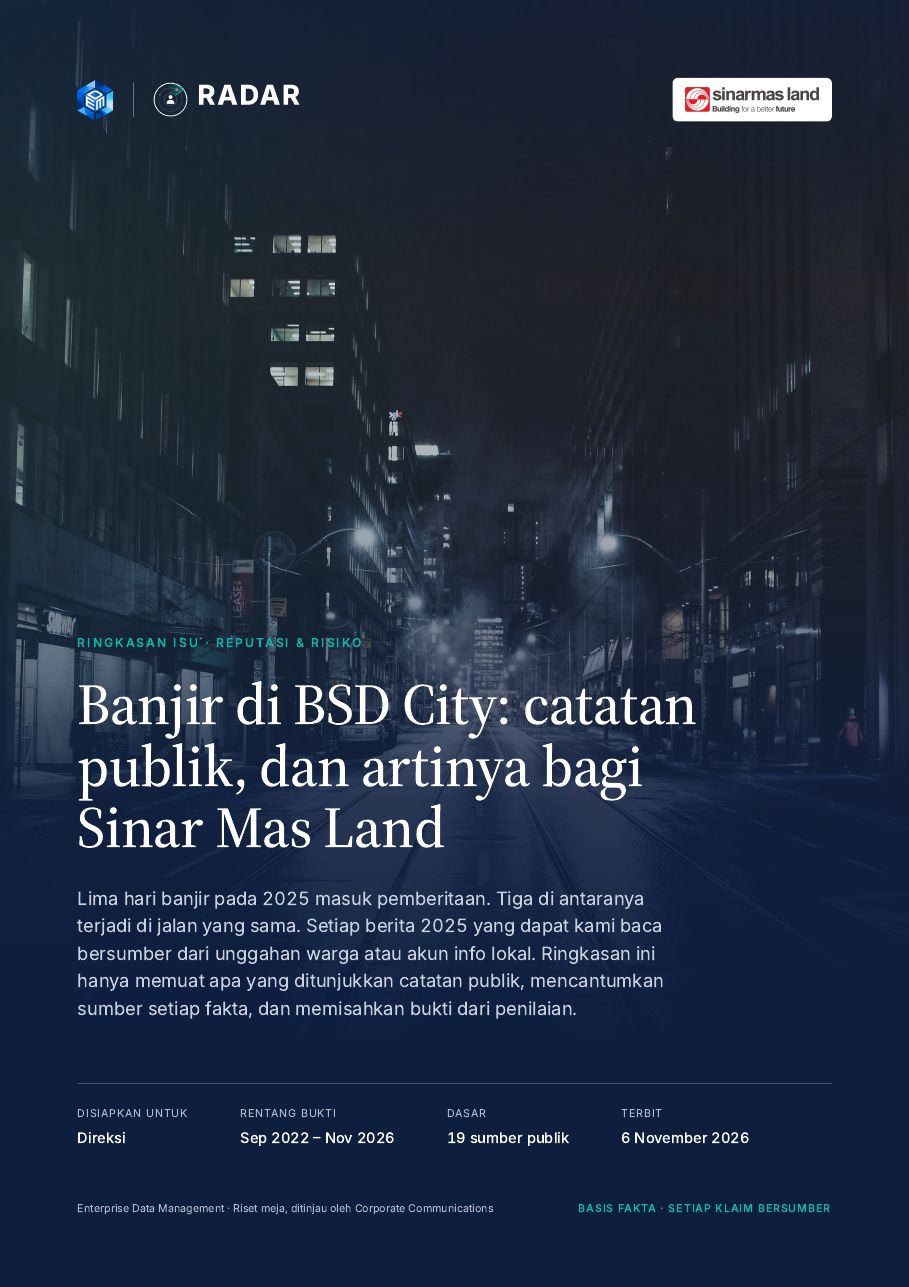 RADAR
sinarmas land
Building for a better future
LEASE
SUBWAY
RINGKASAN ISU · REPUTASI & RISIKO
Banjir di BSD City: catatan
publik, dan artinya bagi
Sinar Mas Land
Lima hari banjir pada 2025 masuk pemberitaan. Tiga di antaranya
terjadi di jalan yang sama. Setiap berita 2025 yang dapat kami baca
bersumber dari unggahan warga atau akun info lokal. Ringkasan ini
hanya memuat apa yang ditunjukkan catatan publik, mencantumkan
sumber setiap fakta, dan memisahkan bukti dari penilaian.
DISIAPKAN UNTUK RENTANG BUKTI DASAR TERBIT
Direksi Sep 2022 – Nov 2026 19 sumber publik 6 November 2026
Enterprise Data Management · Riset meja, ditinjau oleh Corporate Communications BASIS FAKTA · SETIAP KLAIM BERSUMBER